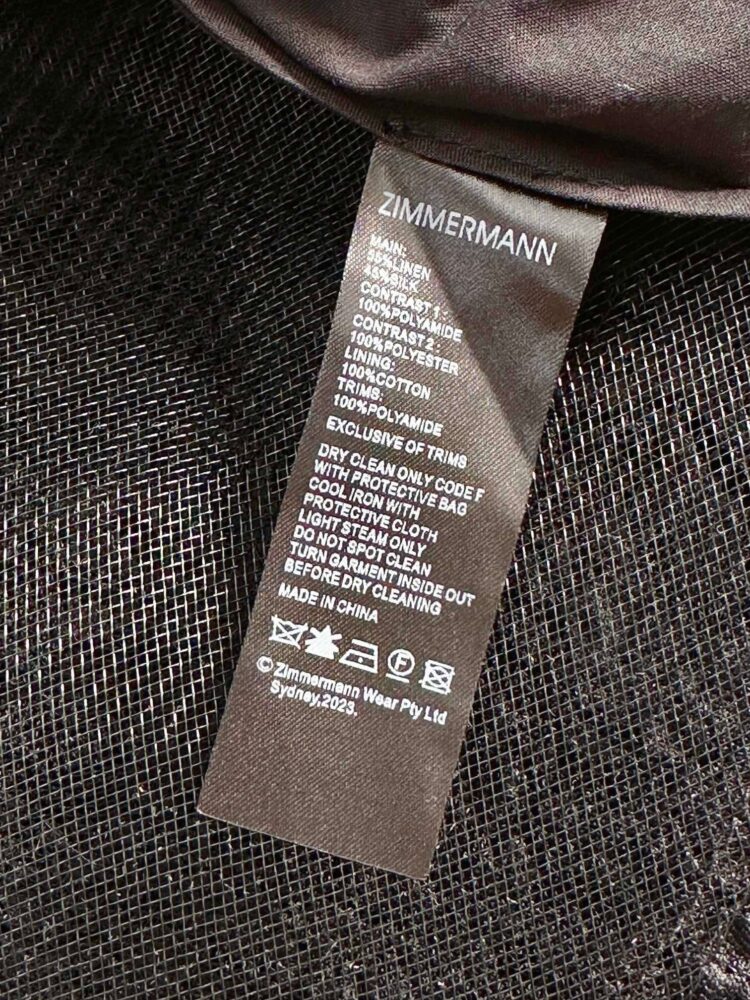 ZIMMERMANN
MAIN:
55%LINEN
45%SILK
CONTRAST 1 :
100%POLYAMIDE
CONTRAST 2 :
100%POLYESTER
LINING:
100%COTTON
TRIMS:
100%POLYAMIDE
EXCLUSIVE OF TRIMS
DRY CLEAN ONLY CODE F
WITH PROTECTIVE BAG
COOL IRON WITH
PROTECTIVE CLOTH
LIGHT STEAM ONLY
DO NOT SPOT CLEAN
TURN GARMENT INSIDE OUT
BEFORE DRY CLEANING
MADE IN CHINA
F
© Zimmermann Wear Pty Ltd
Sydney,2023.